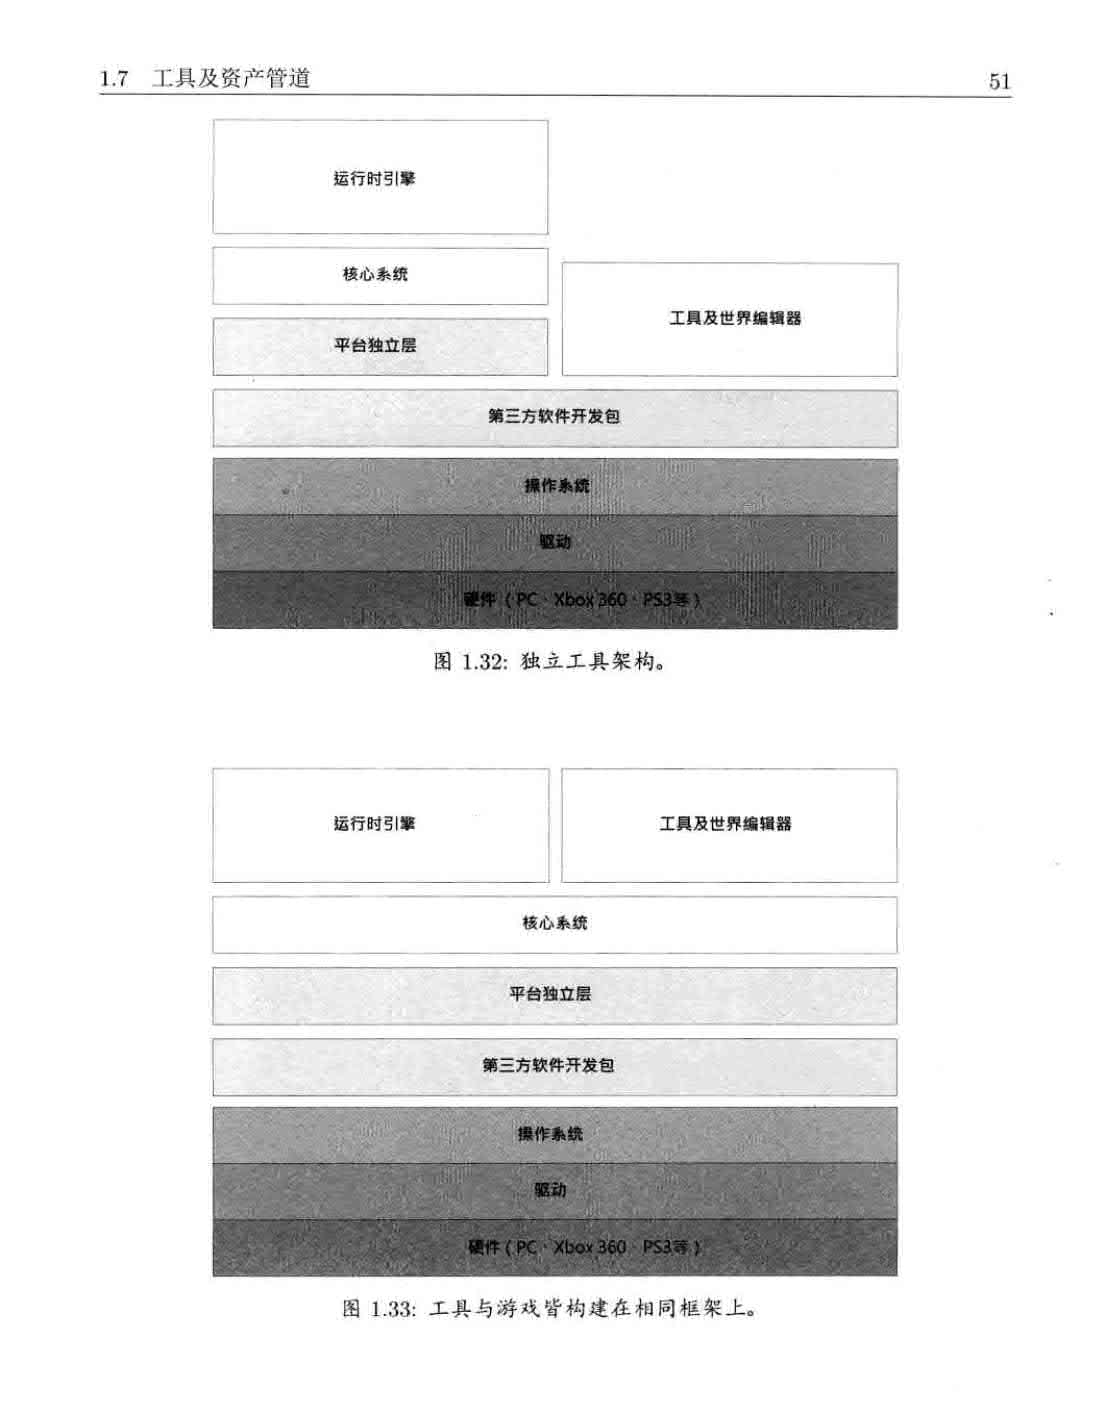 1.7 工具及资产管道 51
运行时引擎
核心系统
工具及世界编辑器
平台独立层
第三方软件开发包
操作系统
驱动
硬件（PC、Xbox 360、PS3等）
图 1.32: 独立工具架构。
运行时引擎 工具及世界编辑器
核心系统
平台独立层
第三方软件开发包
操作系统
驱动
硬件（PC、Xbox 360、PS3等）
图 1.33: 工具与游戏皆构建在相同框架上。